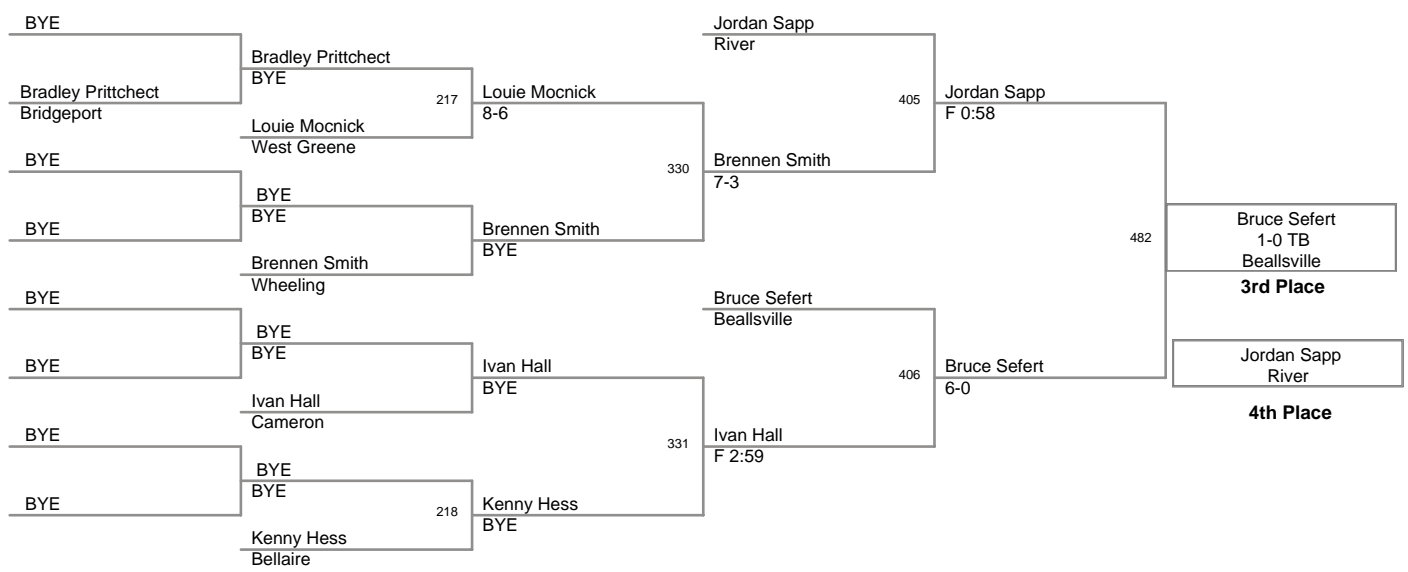 BYE
Bradley Prittchect
Bridgeport
BYE
BYE
BYE
BYE
BYE
BYE
Bradley Prittchect
BYE
217
Louie Mocnick
West Greene
BYE
BYE
Brennen Smith
Wheeling
BYE
BYE
Ivan Hall
Cameron
BYE
BYE
218
Kenny Hess
Bellaire
Louie Mocnick
8-6
330
Brennen Smith
BYE
Ivan Hall
BYE
331
Kenny Hess
BYE
Jordan Sapp
River
405
Brennen Smith
7-3
Bruce Sefert
Beallsville
406
Ivan Hall
F 2:59
Jordan Sapp
F 0:58
482
Bruce Sefert
6-0
Bruce Sefert
1-0 TB
Beallsville
3rd Place
Jordan Sapp
River
4th Place